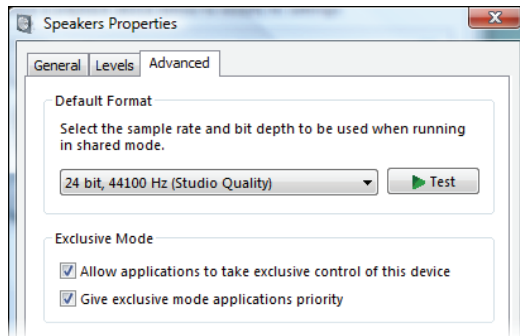 Speakers Properties
General Levels Advanced
Default Format
Select the sample rate and bit depth to be used when running
in shared mode.
24 bit, 44100 Hz (Studio Quality) Test
Exclusive Mode
Allow applications to take exclusive control of this device
Give exclusive mode applications priority